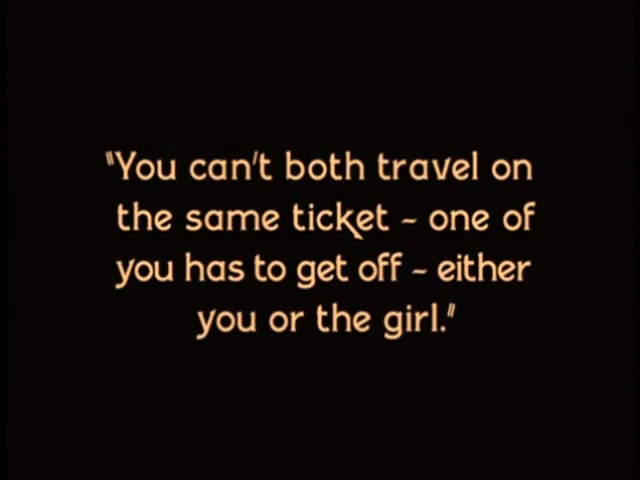 "You can't both travel on
the same ticket - one of
you has to get off - either
you or the girl."